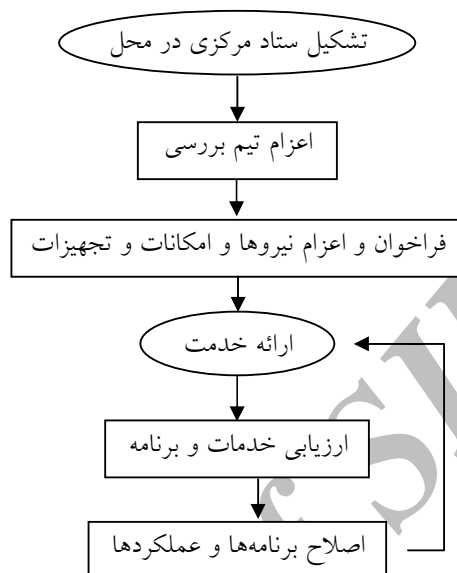 تشکیل ستاد مرکزی در محل
اعزام تیم بررسی
فراخوان و اعزام نیروها و امکانات و تجهیزات
ارائه خدمت
ارزیابی خدمات و برنامه
اصلاح برنامه‌ها و عملکردها
f SI